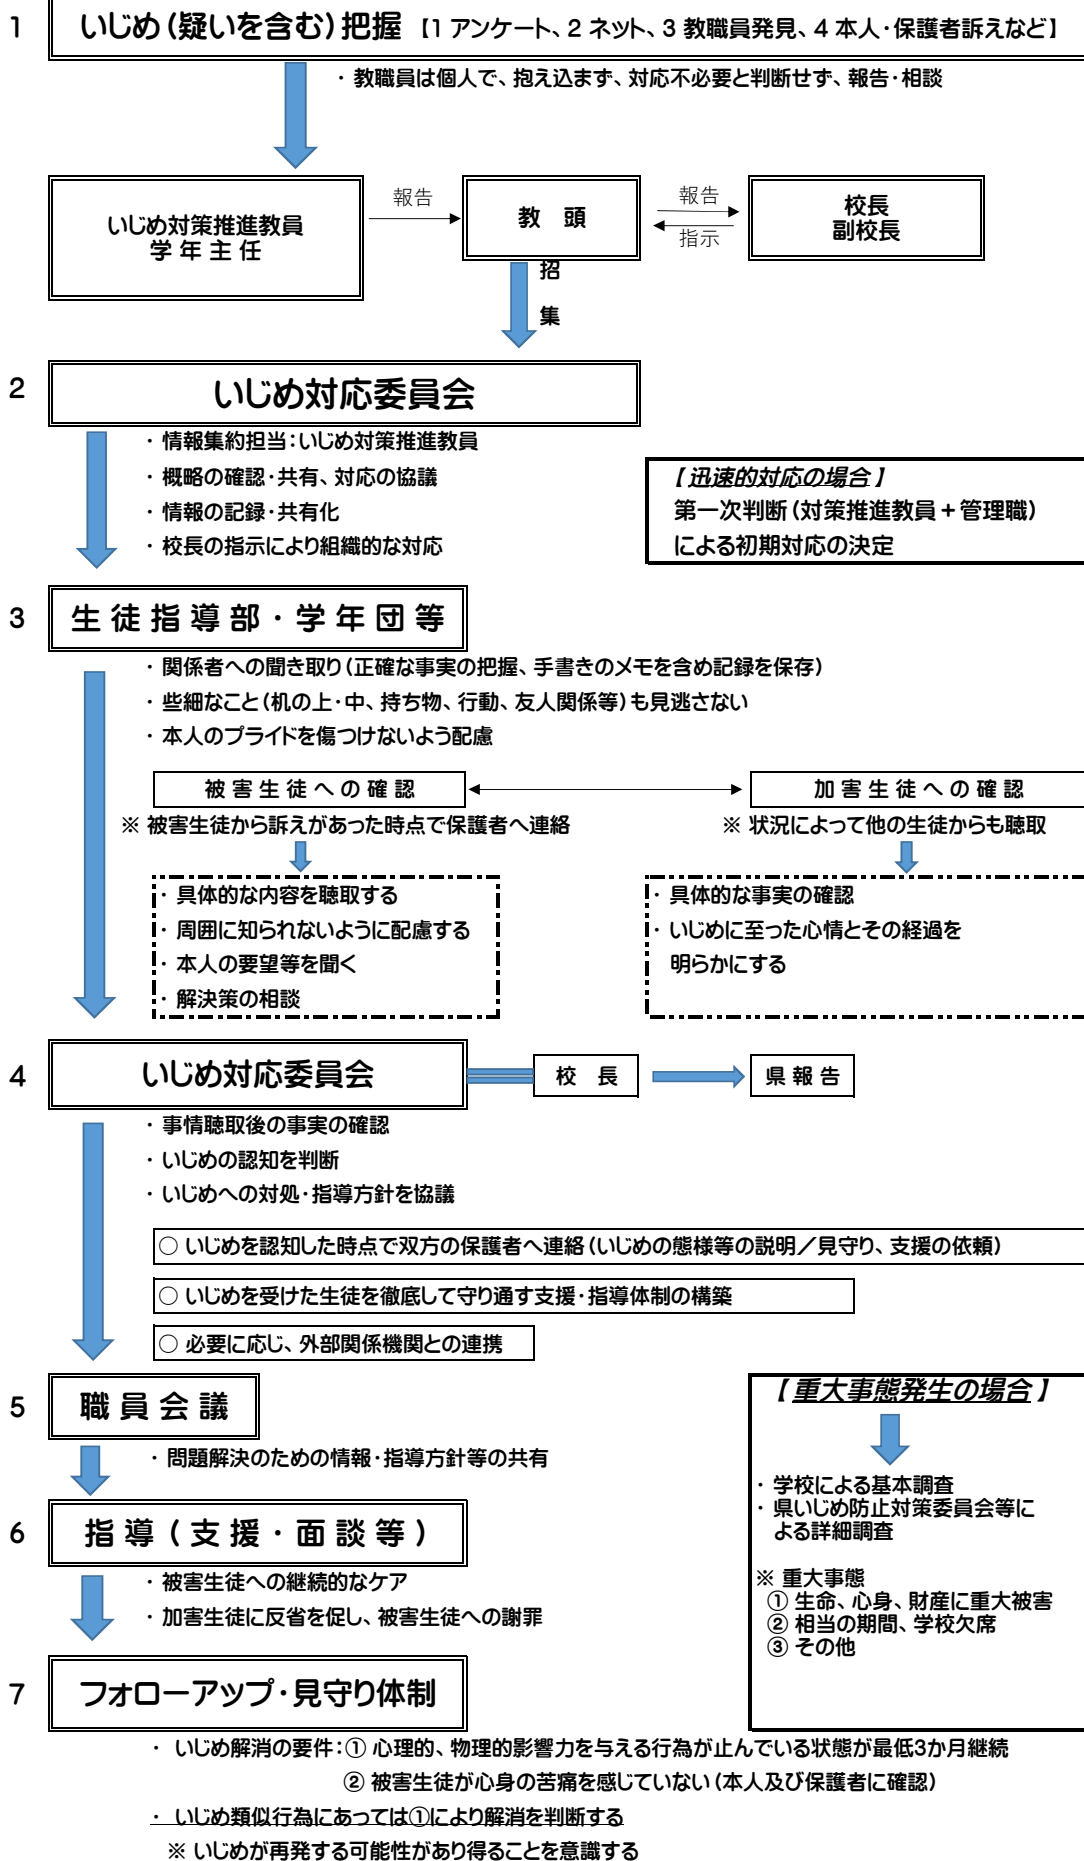 1 いじめ(疑いを含む)把握 【1 アンケート、2 ネット、3 教職員発見、4 本人・保護者訴えなど】
・ 教職員は個人で、抱え込まず、対応不必要と判断せず、報告・相談
いじめ対策推進教員
学 年 主 任
報告
教 頭
報告
指示
校長
副校長
招
集
2 いじめ対応委員会
・ 情報集約担当:いじめ対策推進教員
・ 概略の確認・共有、対応の協議
・ 情報の記録・共有化
・ 校長の指示により組織的な対応
【 迅速的対応の場合 】
第一次判断(対策推進教員+管理職)
による初期対応の決定
3 生 徒 指 導 部 ・ 学 年 団 等
・ 関係者への聞き取り(正確な事実の把握、手書きのメモを含め記録を保存)
・ 些細なこと(机の上・中、持ち物、行動、友人関係等)も見逃さない
・ 本人のプライドを傷つけないよう配慮
被 害 生 徒 へ の 確 認
加 害 生 徒 へ の 確 認
※ 被害生徒から訴えがあった時点で保護者へ連絡
※ 状況によって他の生徒からも聴取
・ 具体的な内容を聴取する
・ 周囲に知られないように配慮する
・ 本人の要望等を聞く
・ 解決策の相談
・ 具体的な事実の確認
・ いじめに至った心情とその経過を
明らかにする
4 いじめ対応委員会
校 長
県 報 告
・ 事情聴取後の事実の確認
・ いじめの認知を判断
・ いじめへの対処・指導方針を協議
○ いじめを認知した時点で双方の保護者へ連絡(いじめの態様等の説明/見守り、支援の依頼)
○ いじめを受けた生徒を徹底して守り通す支援・指導体制の構築
○ 必要に応じ、外部関係機関との連携
5 職 員 会 議
・ 問題解決のための情報・指導方針等の共有
【 重大事態発生の場合 】
・ 学校による基本調査
・ 県いじめ防止対策委員会等に
よる詳細調査
※ 重大事態
① 生命、心身、財産に重大被害
② 相当の期間、学校欠席
③ その他
6 指 導 ( 支 援 ・ 面 談 等 )
・ 被害生徒への継続的なケア
・ 加害生徒に反省を促し、被害生徒への謝罪
7 フォローアップ・見守り体制
・ いじめ解消の要件:① 心理的、物理的影響力を与える行為が止んでいる状態が最低3か月継続
② 被害生徒が心身の苦痛を感じていない(本人及び保護者に確認)
・ いじめ類似行為にあっては①により解消を判断する
※ いじめが再発する可能性があり得ることを意識する